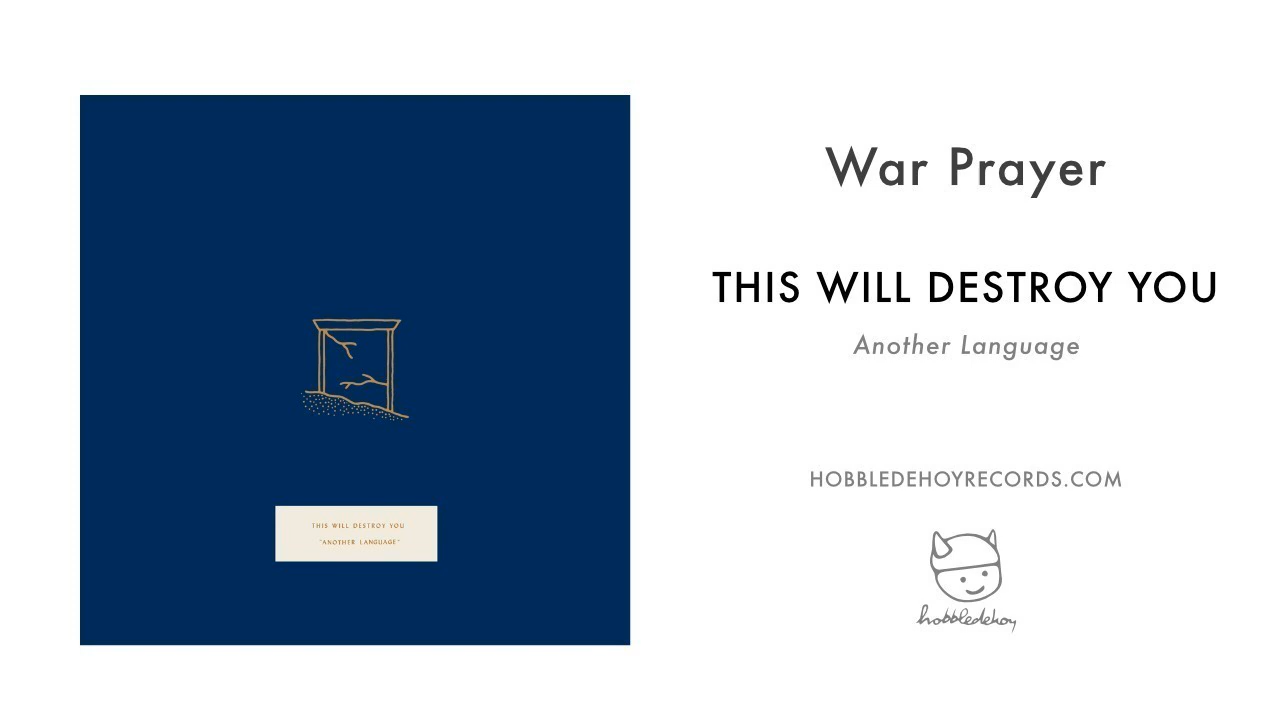 THIS WILL DESTROY YOU
"ANOTHER LANGUAGE"
War Prayer
THIS WILL DESTROY YOU
Another Language
HOBBLEDEHOYRECORDS.COM
hobbledehoy